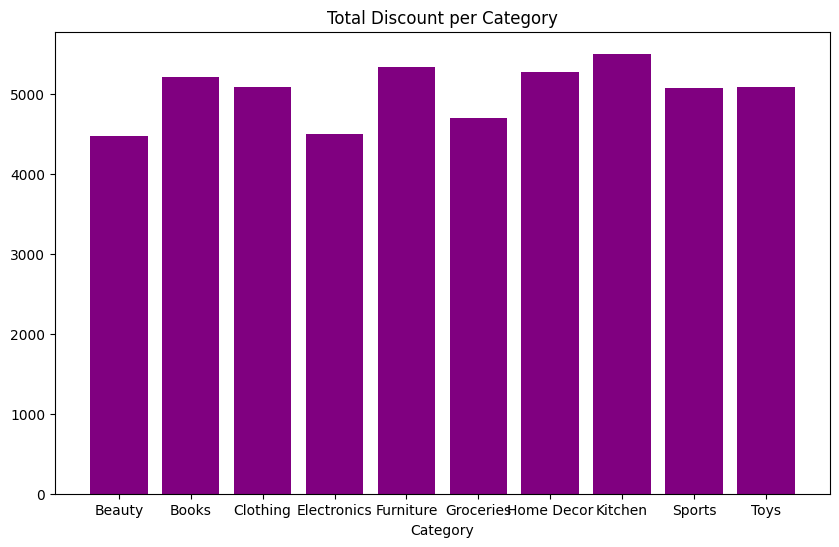 Total Discount per Category
5000
4000
3000
2000
1000
0
Beauty Books Clothing Electronics Furniture Groceries Home Decor Kitchen Sports Toys
Category